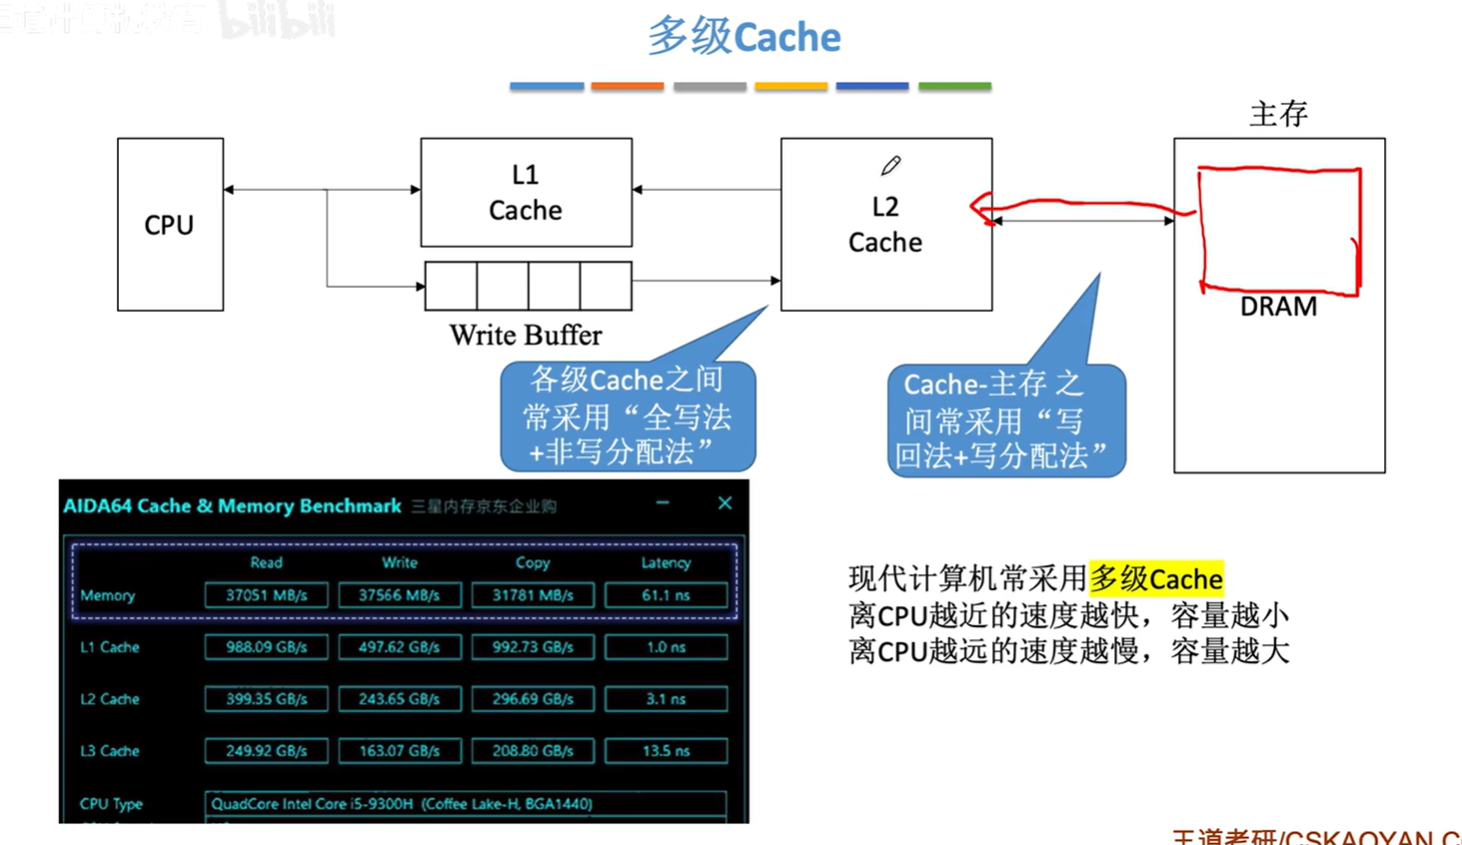 bilibili
多级Cache
主存
CPU
L1
Cache
L2
Cache
DRAM
Write Buffer
各级Cache之间
常采用“全写法
+非写分配法”
Cache-主存 之
间常采用“写
回法+写分配法”
AIDA64 Cache & Memory Benchmark 三星内存京东企业购
Read Write Copy Latency
Memory 37051 MB/s 37566 MB/s 31781 MB/s 61.1 ns
L1 Cache 988.09 GB/s 497.62 GB/s 992.73 GB/s 1.0 ns
L2 Cache 399.35 GB/s 243.65 GB/s 296.69 GB/s 3.1 ns
L3 Cache 249.92 GB/s 163.07 GB/s 208.80 GB/s 13.5 ns
CPU Type QuadCore Intel Core i5-9300H (Coffee Lake-H, BGA1440)
现代计算机常采用多级Cache
离CPU越近的速度越快，容量越小
离CPU越远的速度越慢，容量越大
王道考研/CSKAOYAN.C